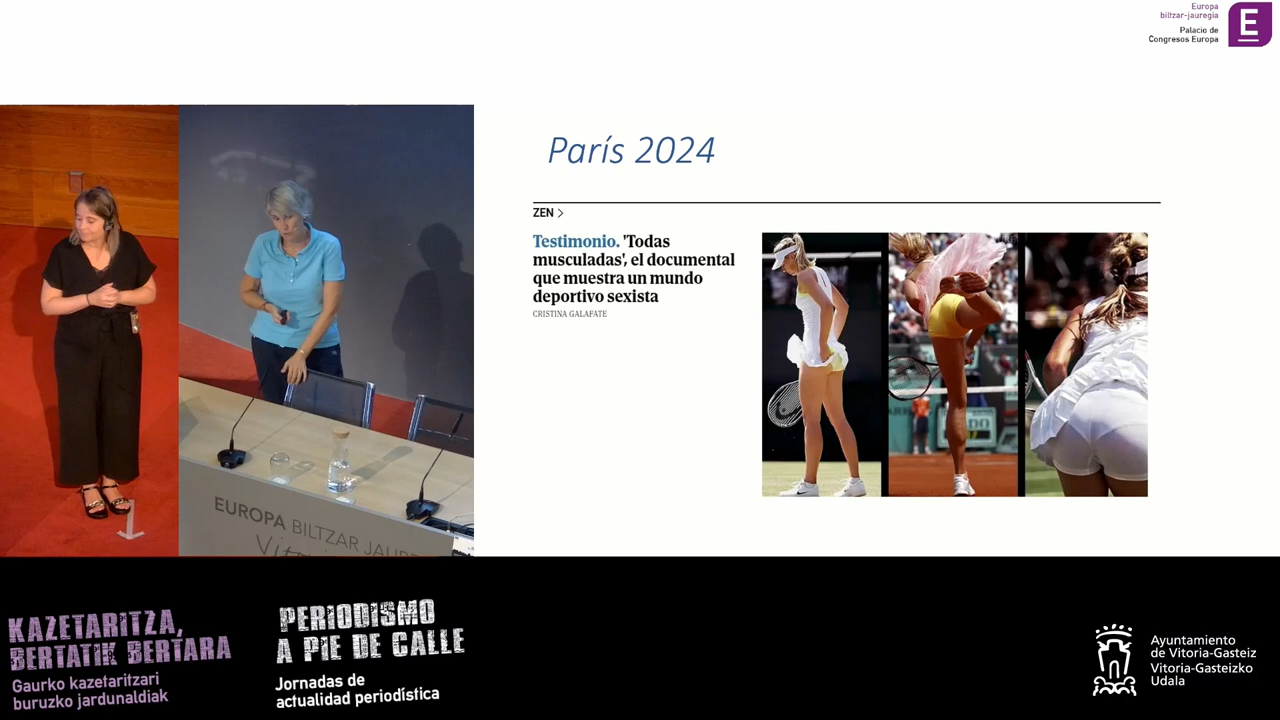 Europa
biltzar-jauregia
Palacio de
Congresos Europa
E
París 2024
ZEN >
Testimonio. 'Todas
musculadas', el documental
que muestra un mundo
deportivo sexista
CRISTINA GALAFATE
EUROPA BILTZAR
KAZETARITZA,
BERTATIK BERTARA
Gaurko kazetaritzari
buruzko jardunaldiak
PERIODISMO
A PIE DE CALLE
Jornadas de
actualidad periodística
Ayuntamiento
de Vitoria-Gasteiz
Vitoria-Gasteizko
Udala